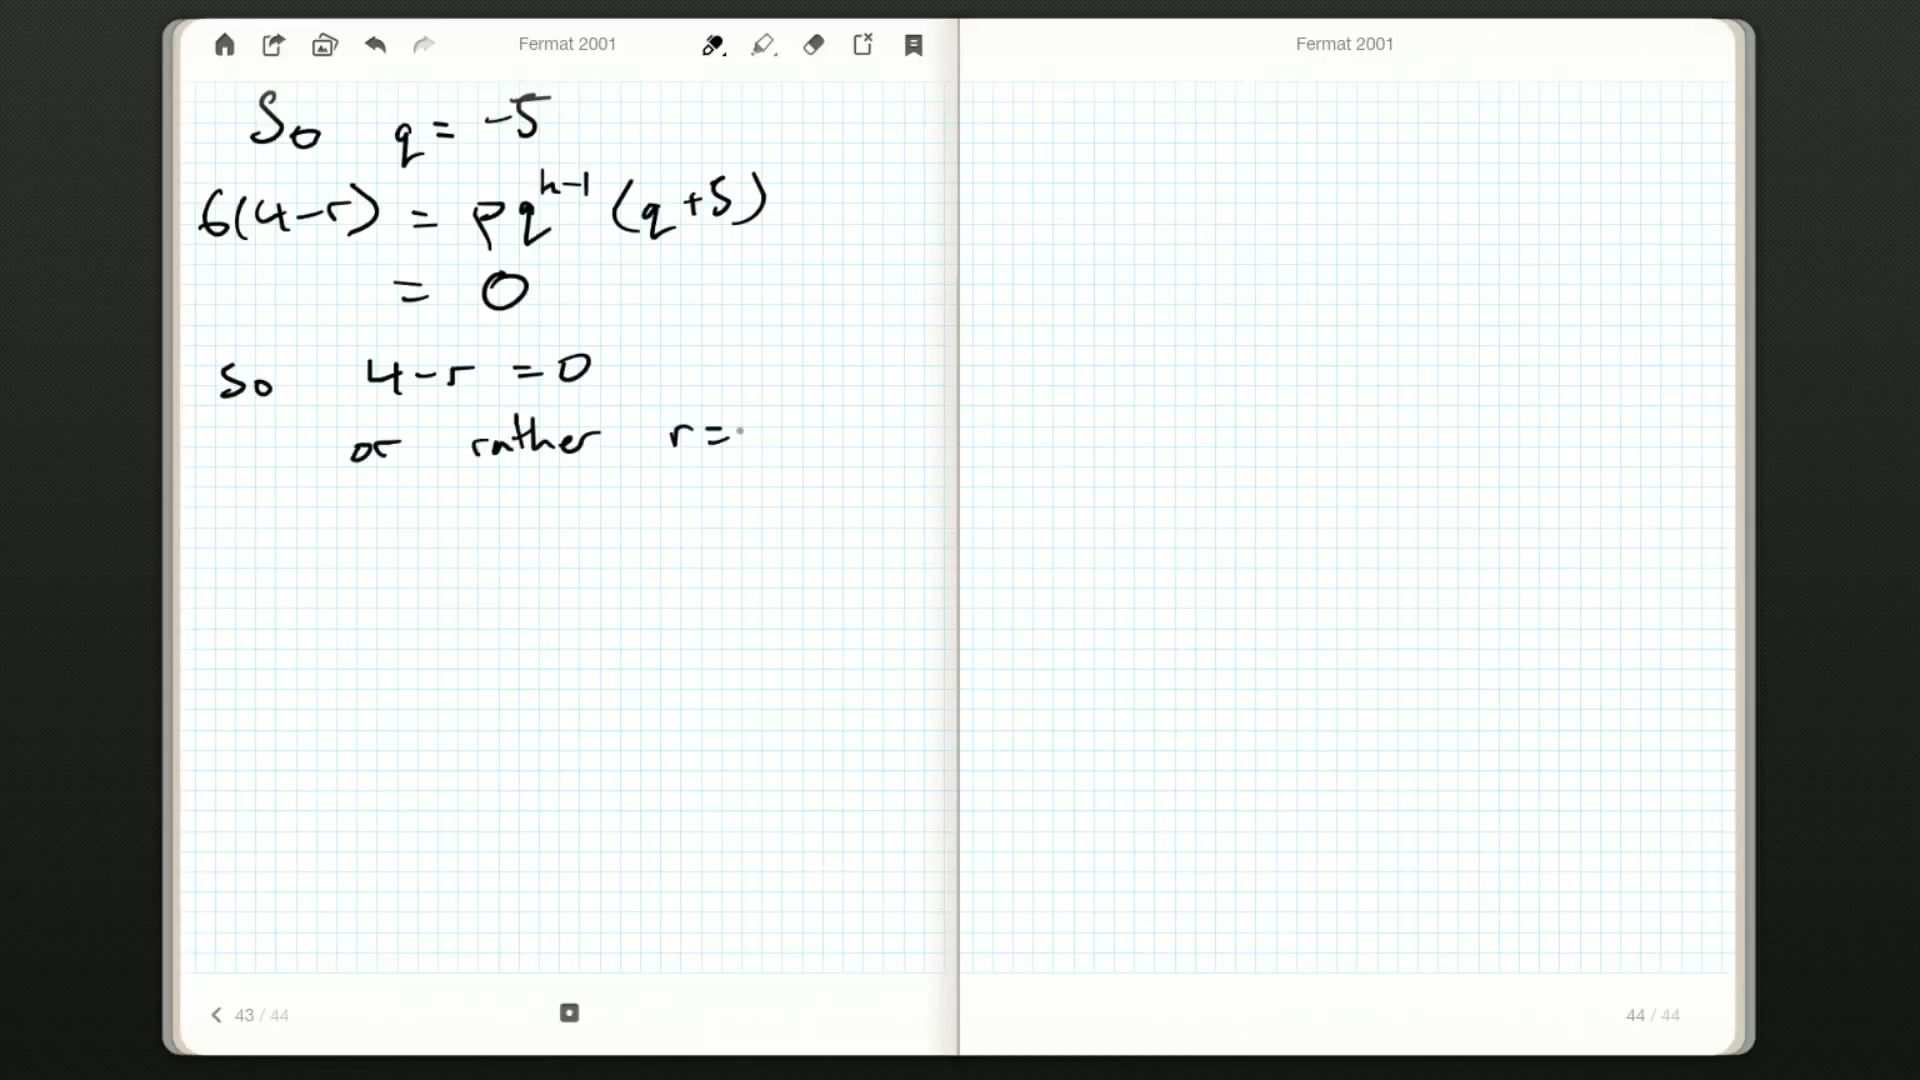 Fermat 2001
Fermat 2001
So q = -5
6(4-r) = pq^{n-1} (q+5)
= 0
so 4-r = 0
or rather r =
43 / 44
44 / 44